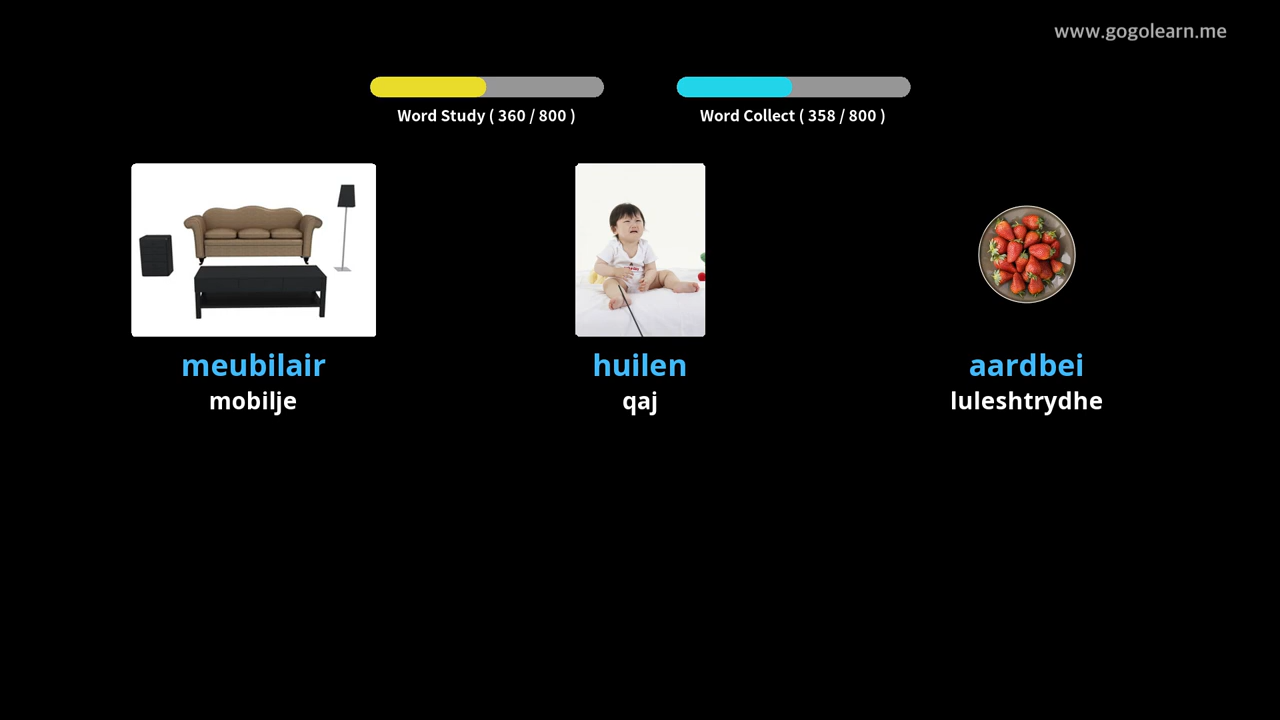 www.gogolearn.me
Word Study ( 360 / 800 )
Word Collect ( 358 / 800 )
meubilair
mobilje
huilen
qaj
aardbei
luleshtrydhe